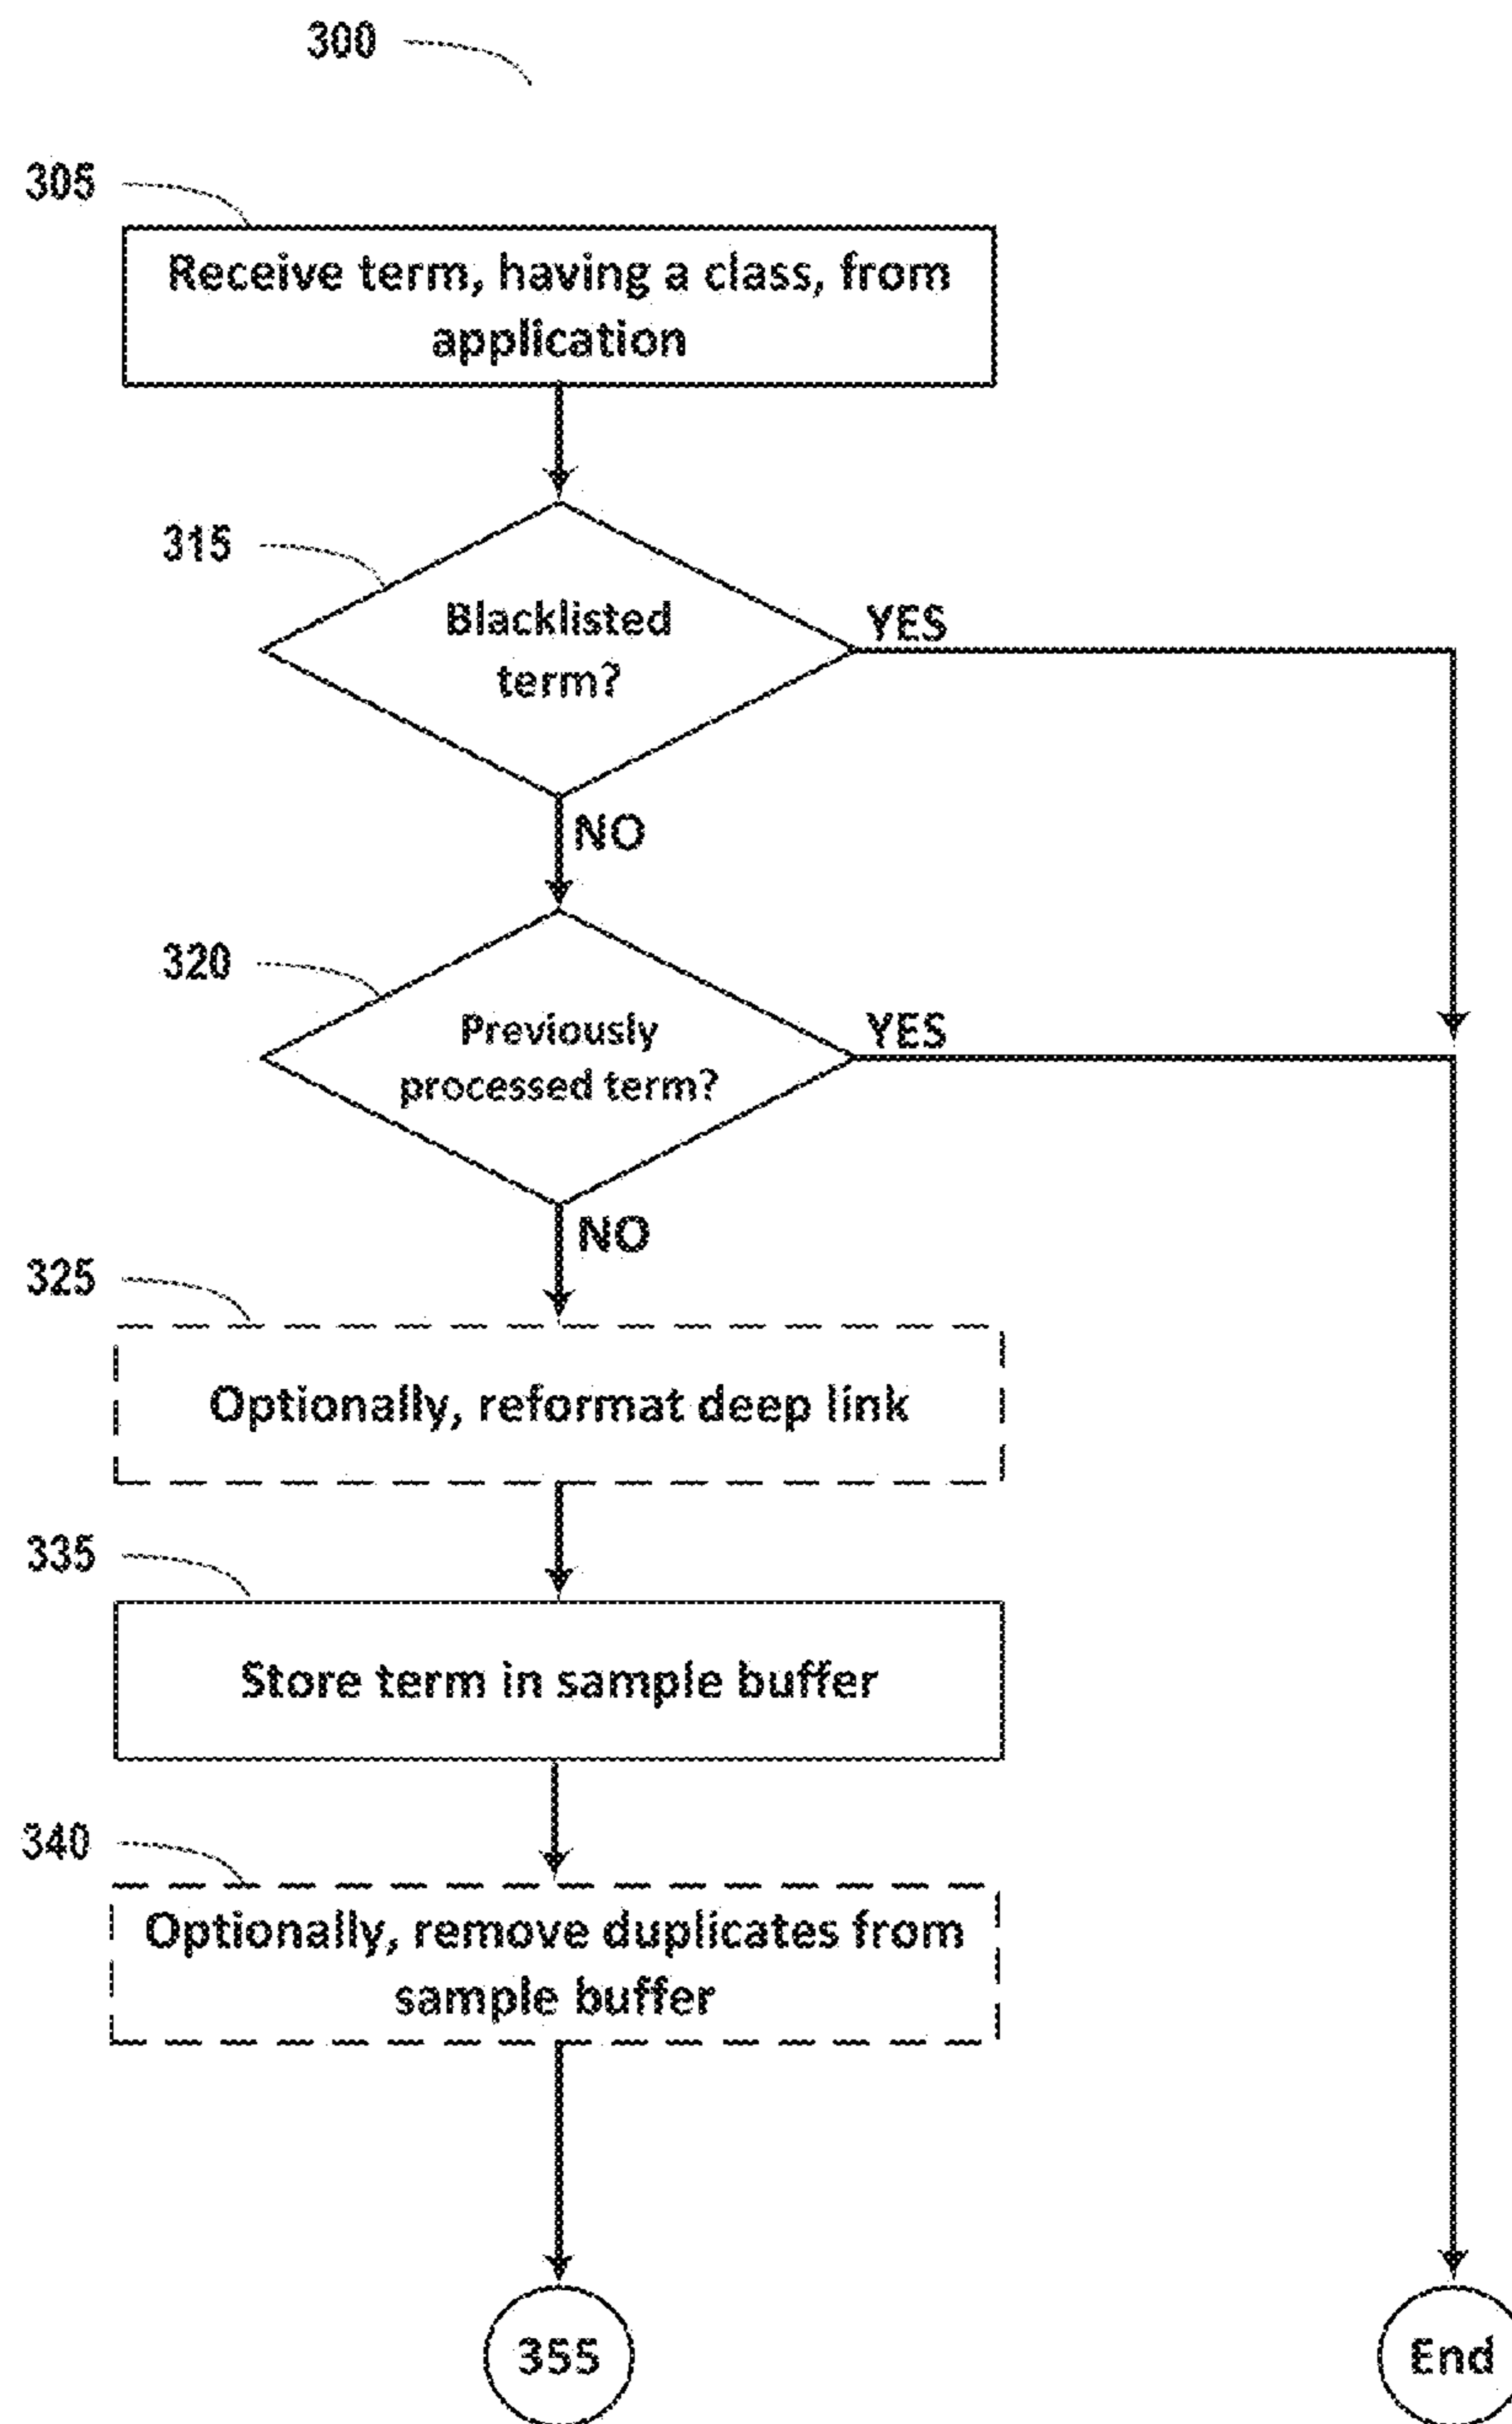 300
305
Receive term, having a class, from
application
315
Blacklisted
term?
YES
NO
320
Previously
processed term?
YES
NO
325
Optionally, reformat deep link
335
Store term in sample buffer
340
Optionally, remove duplicates from
sample buffer
355
End